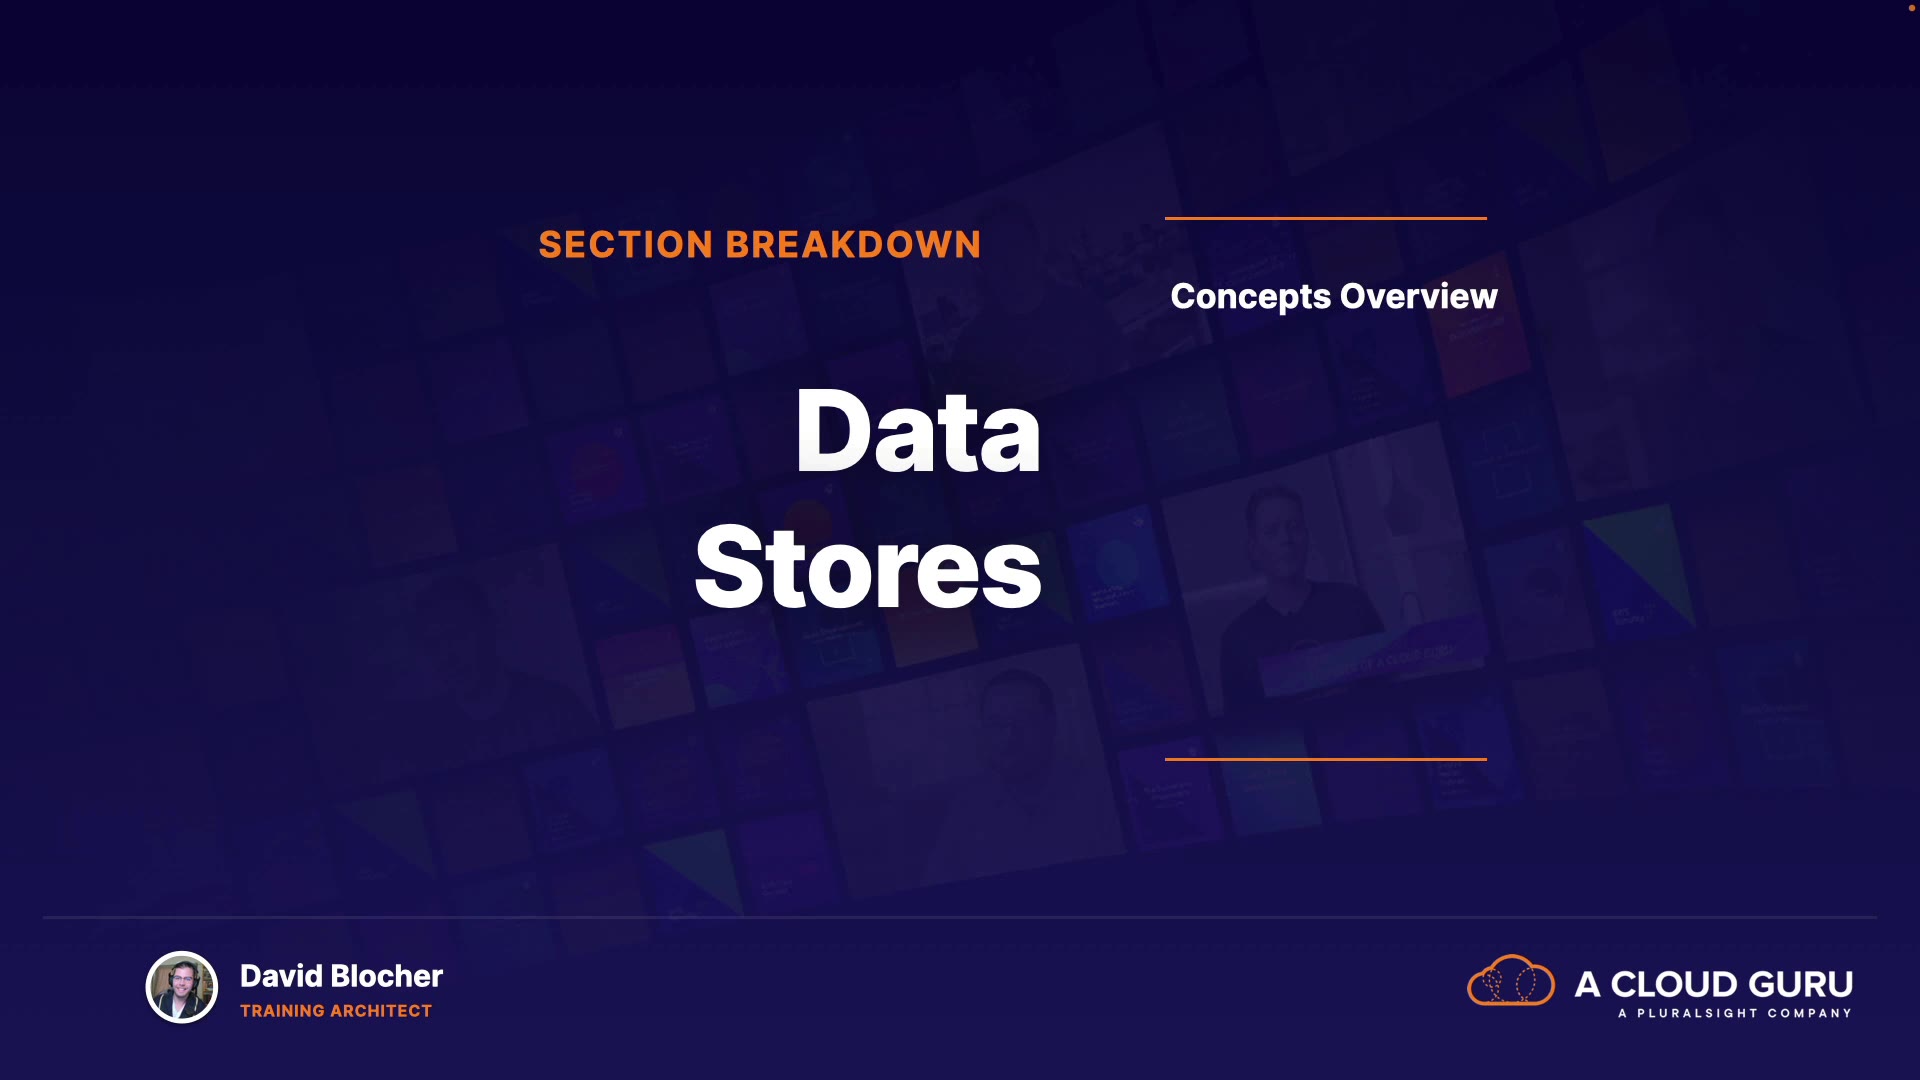 SECTION BREAKDOWN
Data
Stores
Concepts Overview
David Blocher
TRAINING ARCHITECT
A CLOUD GURU
A PLURALSIGHT COMPANY